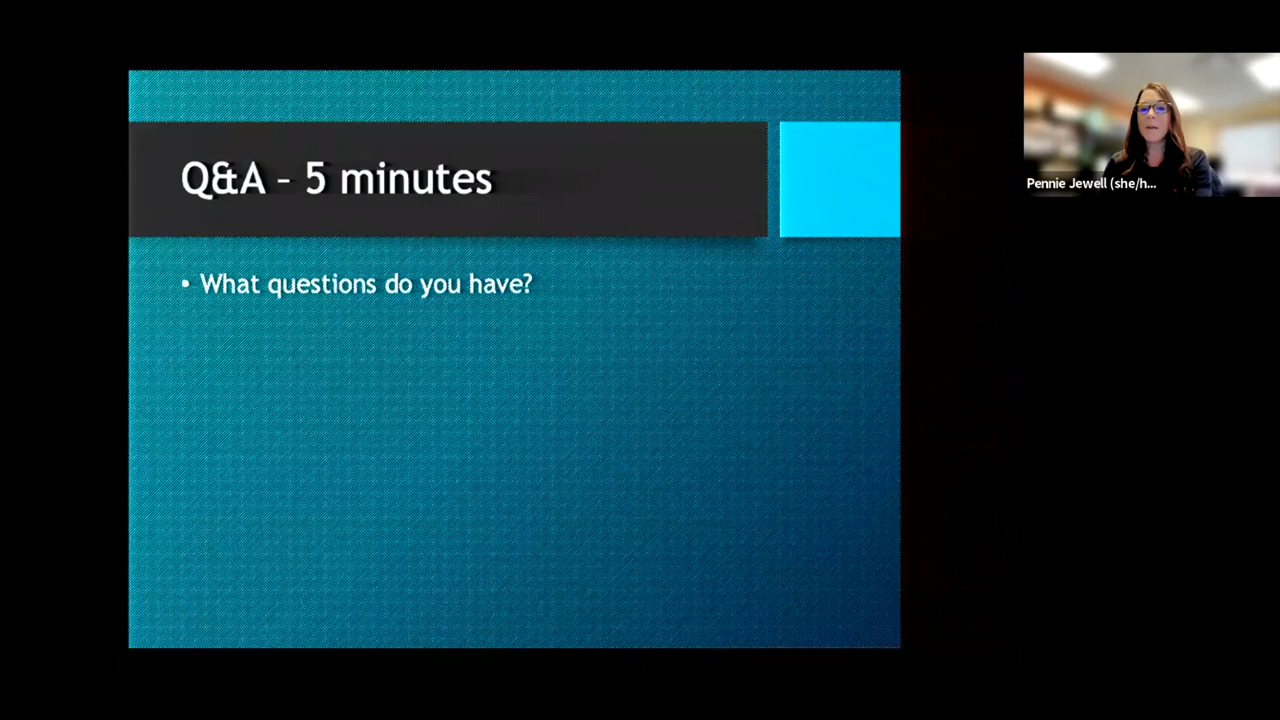 Q&A – 5 minutes
• What questions do you have?
Pennie Jewell (she/h...